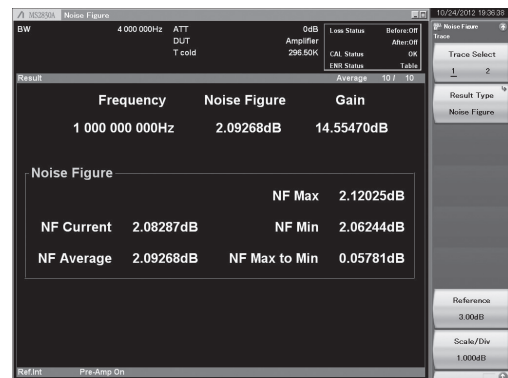 MS2830A Noise Figure
10/24/2012 19:36:38
BW 4 000 000Hz ATT 0dB
DUT Amplifier
T cold 296.50K
Loss Status Before:Off
After:Off
CAL Status OK
ENR Status Table
Result Average 10 / 10
Frequency Noise Figure Gain
1 000 000 000Hz 2.09268dB 14.55470dB
Noise Figure
NF Max 2.12025dB
NF Current 2.08287dB NF Min 2.06244dB
NF Average 2.09268dB NF Max to Min 0.05781dB
Ref.Int Pre-Amp On
Noise Figure
Trace
Trace Select
1 2
Result Type
Noise Figure
Reference
3.00dB
Scale/Div
1.000dB